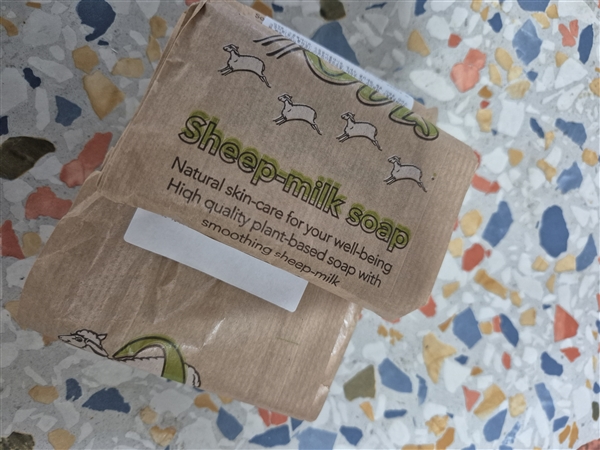 Sheep-milk soap
Natural skin-care for your well-being
High quality plant-based soap with
smoothing sheep-milk